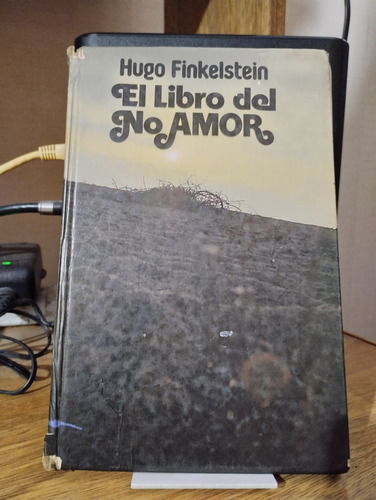 Hugo Finkelstein
El Libro del
No AMOR